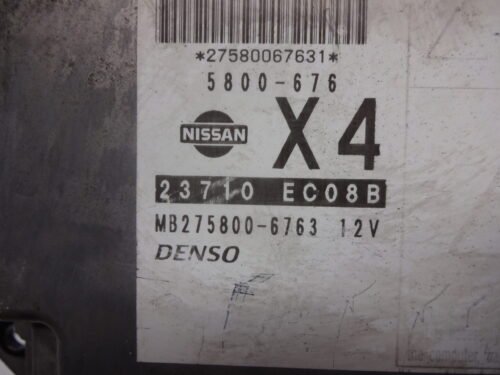 *27580067631*
5800-676
NISSAN
X4
23710 EC08B
MB275800-6763 12V
DENSO